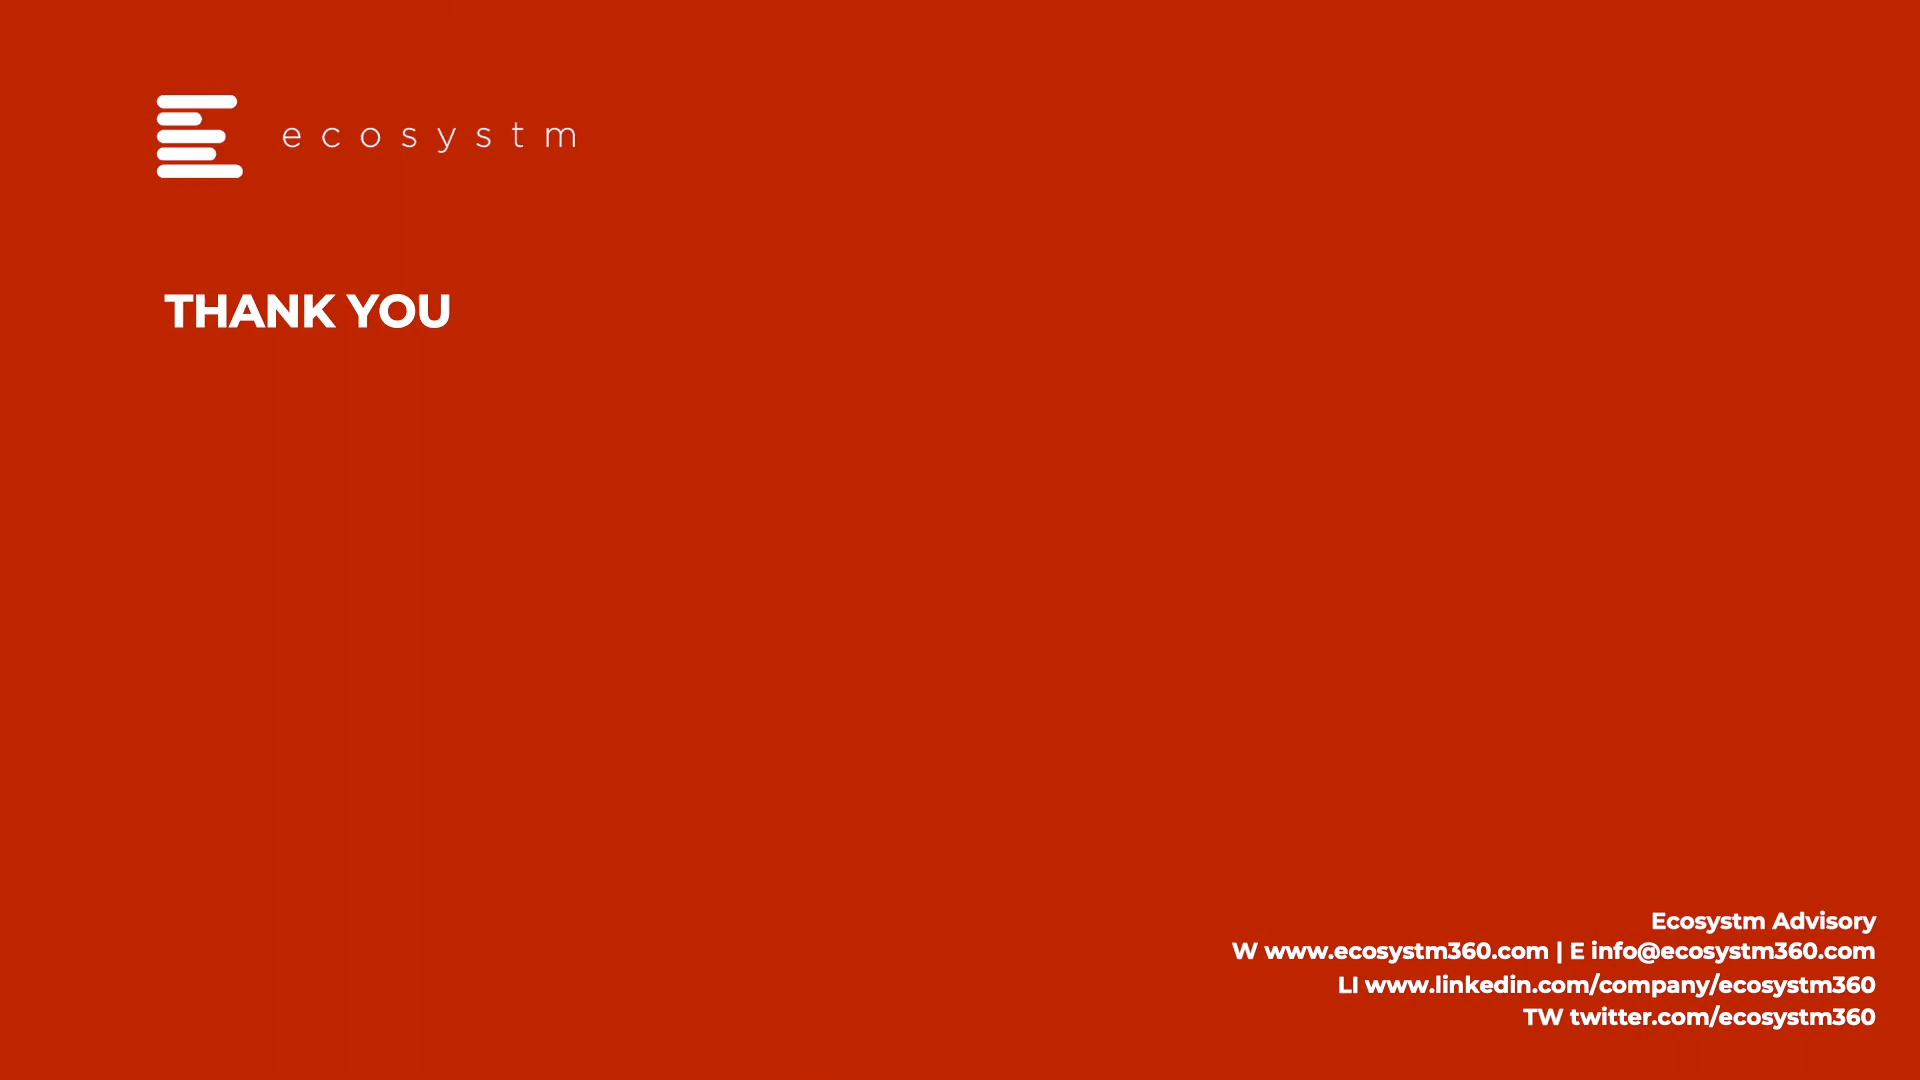 ecosystm
THANK YOU
Ecosystm Advisory
W www.ecosystm360.com | E info@ecosystm360.com
LI www.linkedin.com/company/ecosystm360
TW twitter.com/ecosystm360